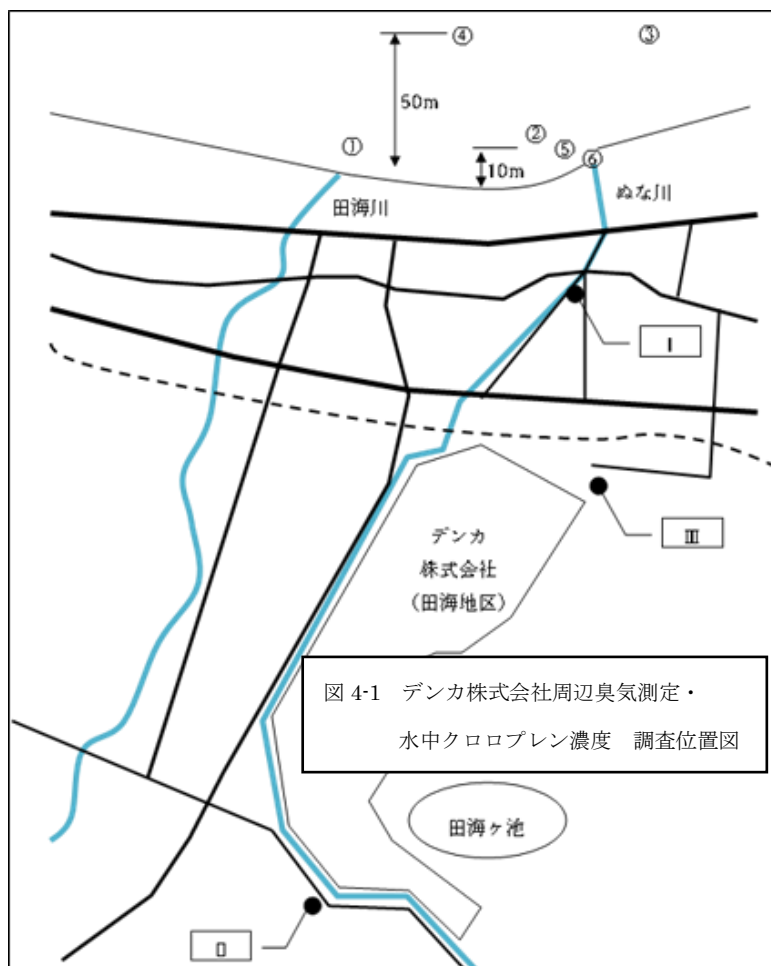 ④
③
50m
①
②
⑤
⑥
10m
田海川
ぬな川
Ⅰ
Ⅲ
デンカ
株式会社
(田海地区)
図 4-1 デンカ株式会社周辺臭気測定・
水中クロロプレン濃度 調査位置図
田海ヶ池